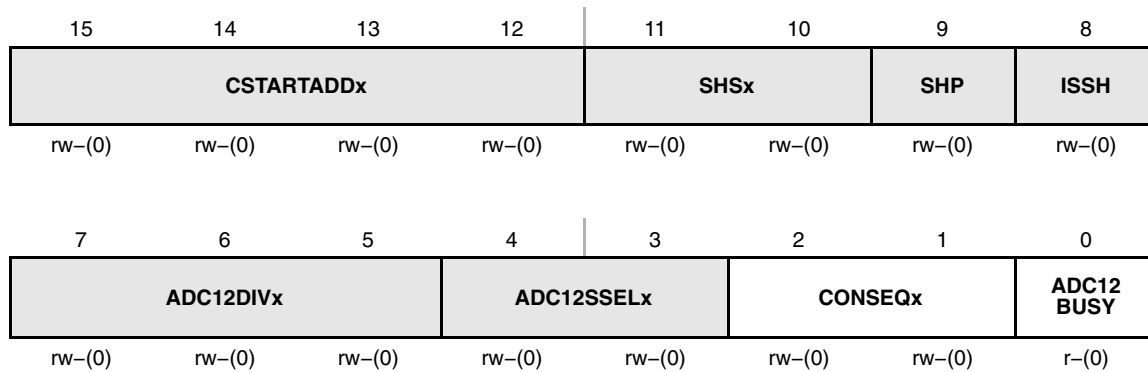 15 14 13 12 11 10 9 8
CSTARTADDx SHSx SHP ISSH
rw−(0) rw−(0) rw−(0) rw−(0) rw−(0) rw−(0) rw−(0) rw−(0)
7 6 5 4 3 2 1 0
ADC12DIVx ADC12SSELx CONSEQx ADC12
BUSY
rw−(0) rw−(0) rw−(0) rw−(0) rw−(0) rw−(0) rw−(0) r−(0)